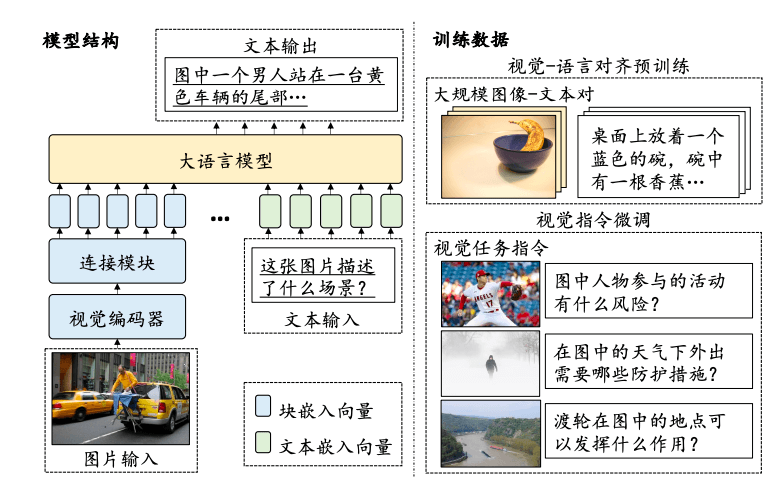 模型结构
文本输出
图中一个男人站在一台黄
色车辆的尾部…
大语言模型
...
连接模块
视觉编码器
图片输入
这张图片描述
了什么场景？
文本输入
块嵌入向量
文本嵌入向量
训练数据
视觉-语言对齐预训练
大规模图像-文本对
桌面上放着一个
蓝色的碗，碗中
有一根香蕉…
视觉指令微调
视觉任务指令
ANGELS
17
图中人物参与的活动
有什么风险？
在图中的天气下外出
需要哪些防护措施？
渡轮在图中的地点可
以发挥什么作用？